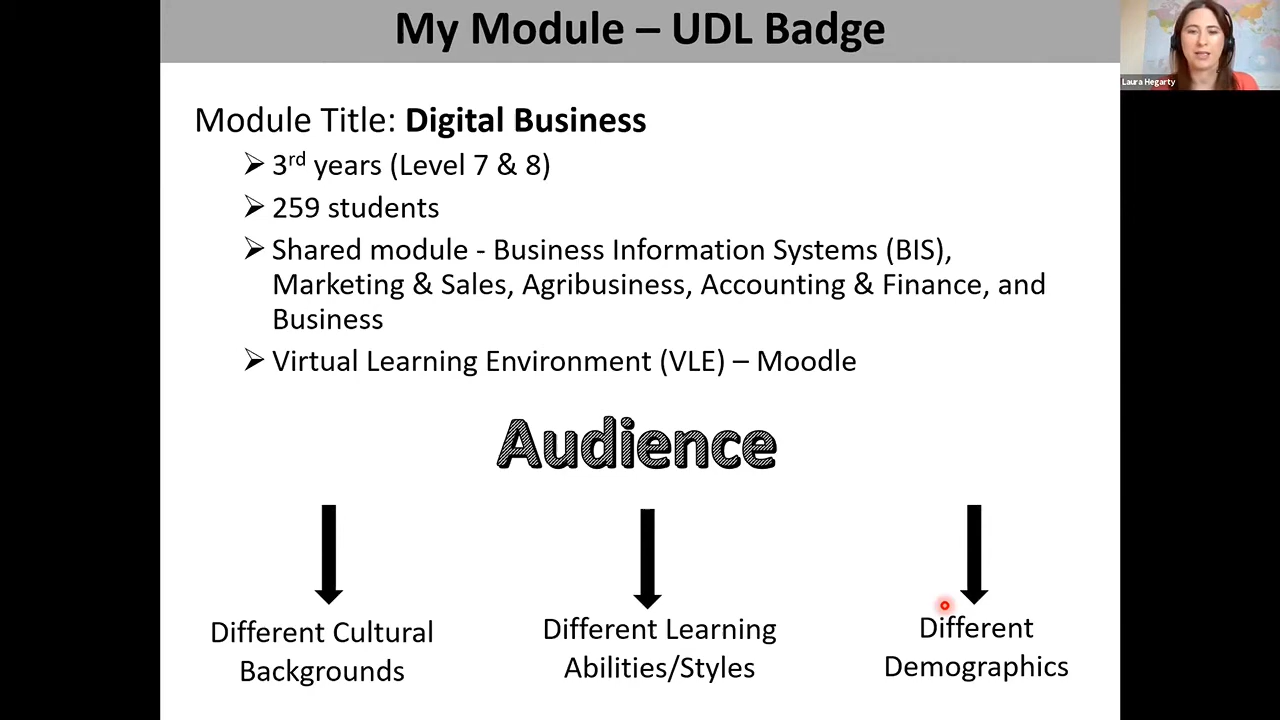 My Module – UDL Badge
Laura Hegarty
Module Title: Digital Business
➢ 3rd years (Level 7 & 8)
➢ 259 students
➢ Shared module - Business Information Systems (BIS),
Marketing & Sales, Agribusiness, Accounting & Finance, and
Business
➢ Virtual Learning Environment (VLE) – Moodle
Audience
Different Cultural
Backgrounds
Different Learning
Abilities/Styles
Different
Demographics